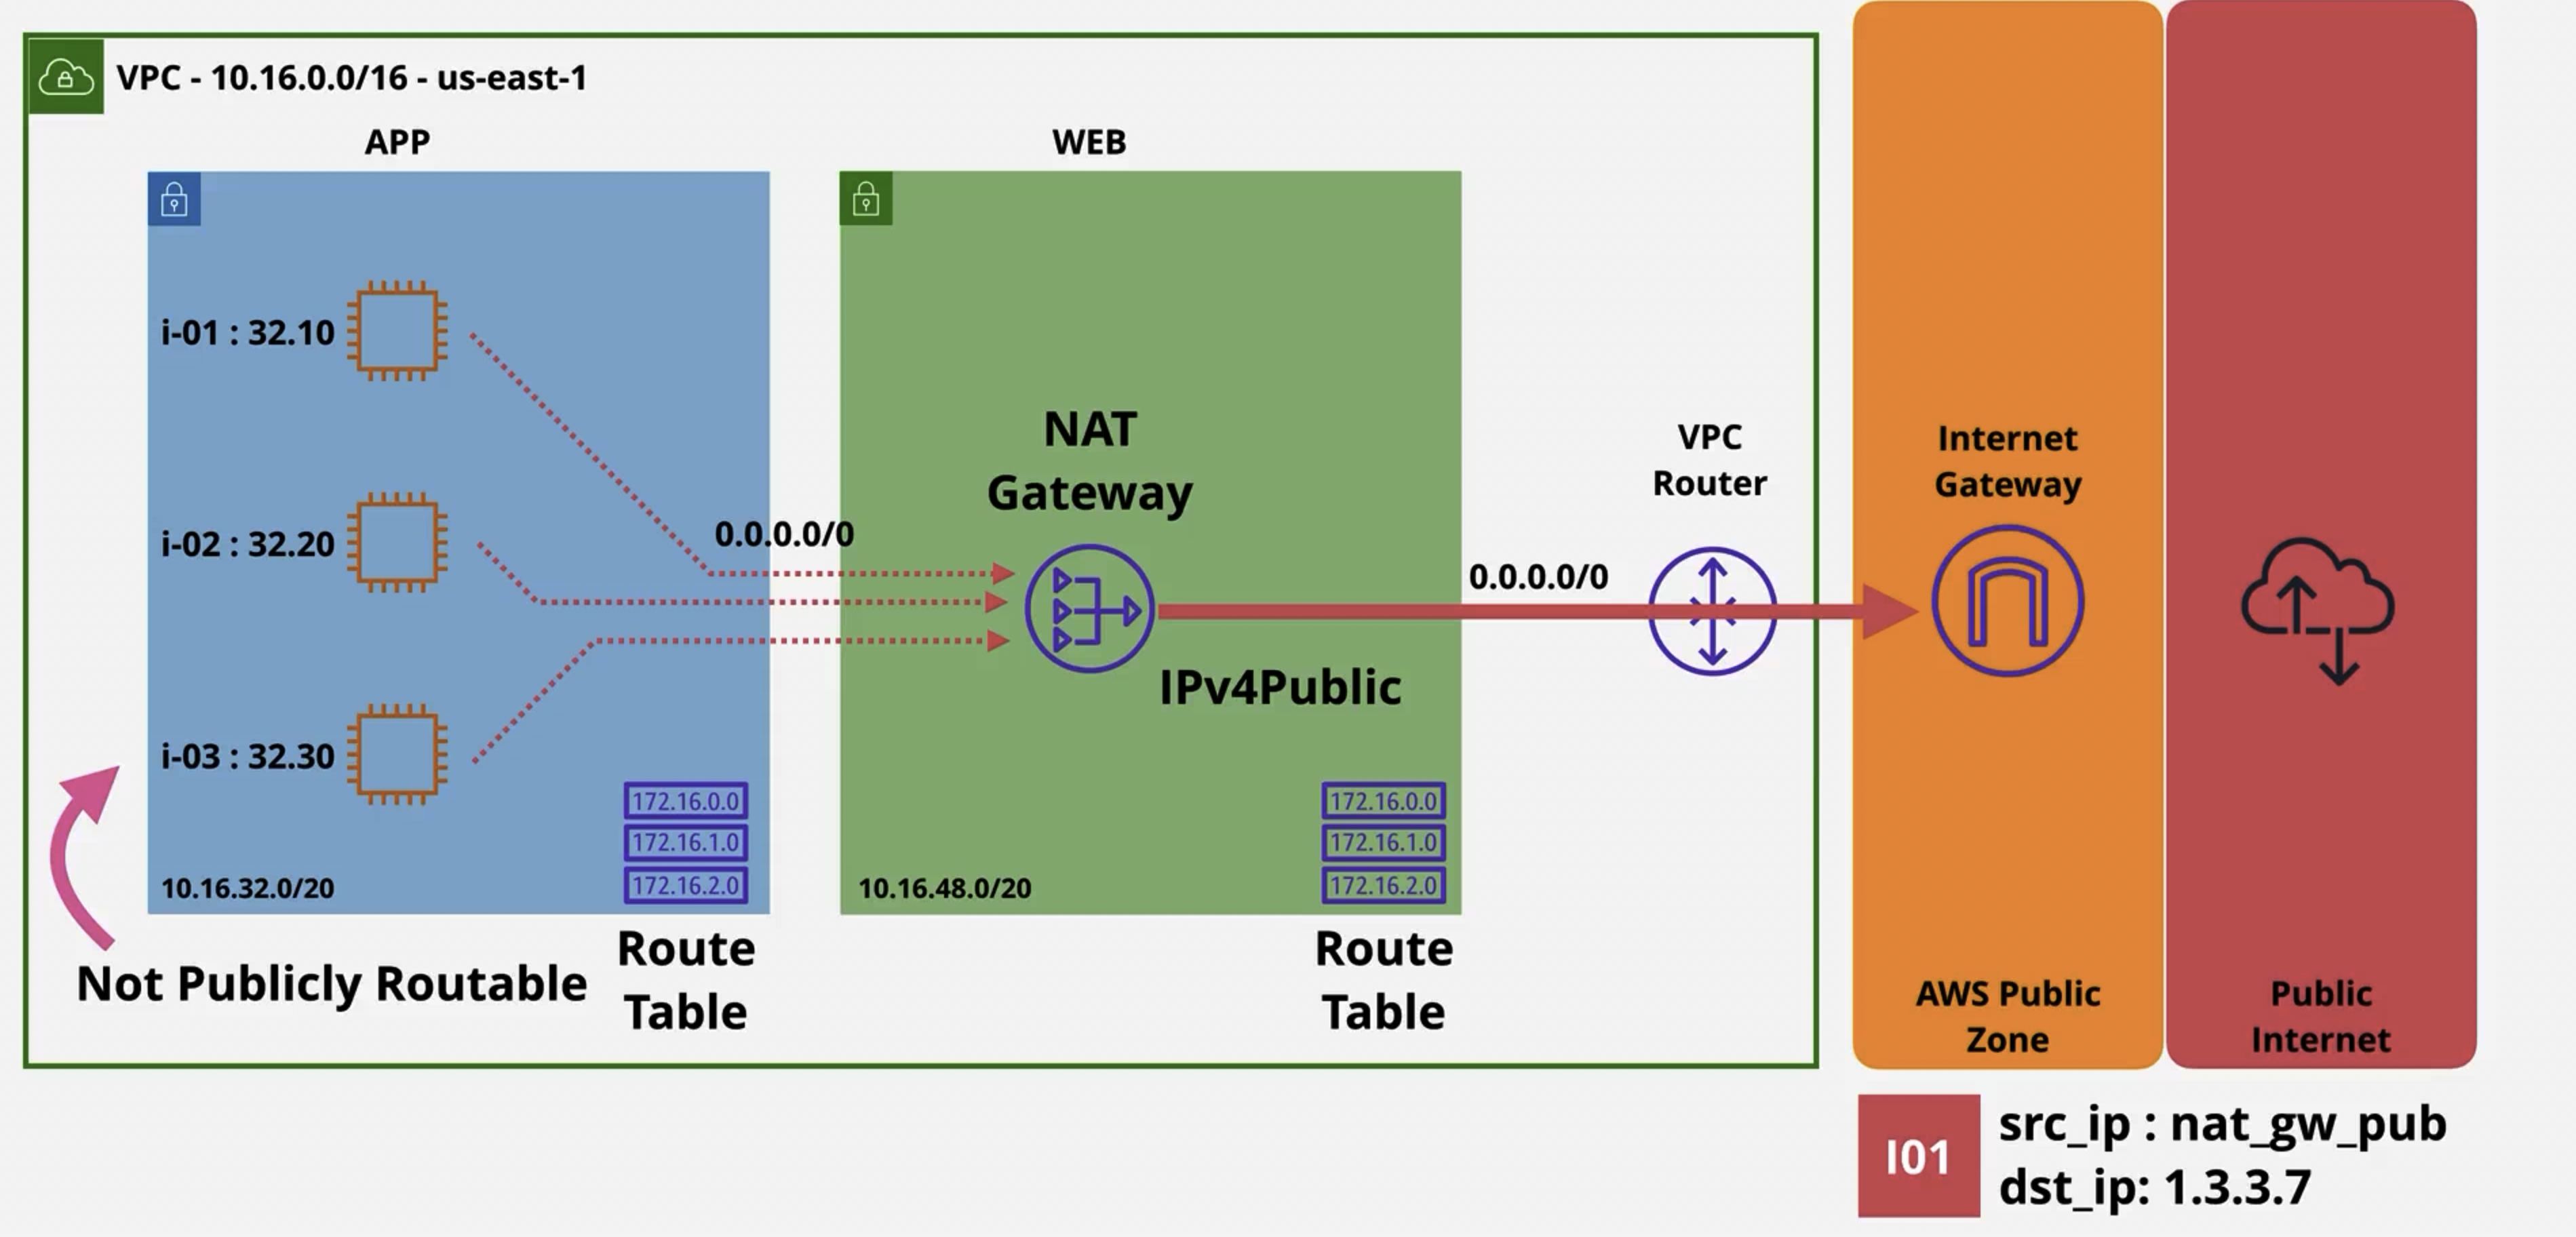 VPC - 10.16.0.0/16 - us-east-1
APP
WEB
i-01 : 32.10
i-02 : 32.20
i-03 : 32.30
0.0.0.0/0
NAT
Gateway
IPv4Public
0.0.0.0/0
VPC
Router
Internet
Gateway
172.16.0.0
172.16.1.0
172.16.2.0
10.16.32.0/20
172.16.0.0
172.16.1.0
172.16.2.0
10.16.48.0/20
Not Publicly Routable
Route
Table
Route
Table
AWS Public
Zone
Public
Internet
I01
src_ip : nat_gw_pub
dst_ip: 1.3.3.7